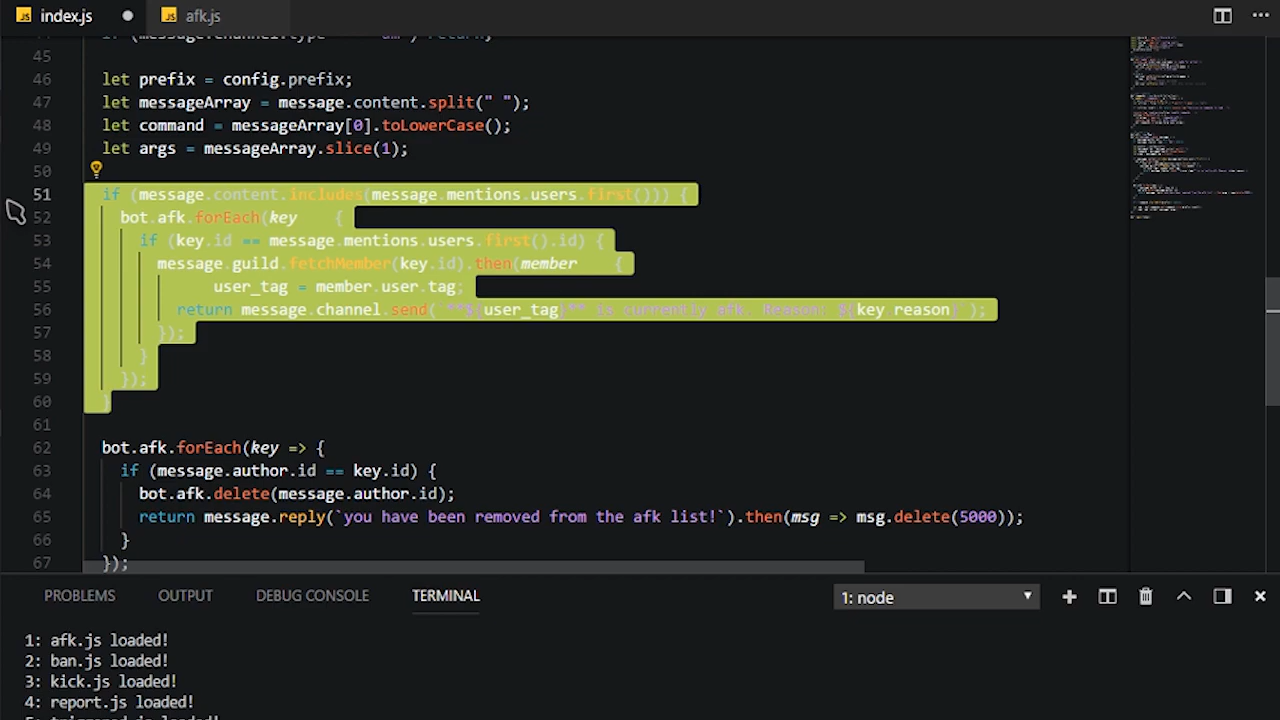 index.js
afk.js
45
46 let prefix = config.prefix;
47 let messageArray = message.content.split(" ");
48 let command = messageArray[0].toLowerCase();
49 let args = messageArray.slice(1);
50
51 if (message.content.includes(message.mentions.users.first())) {
52 bot.afk.forEach(key {
53 if (key.id == message.mentions.users.first().id) {
54 message.guild.fetchMember(key.id).then(member {
55 user_tag = member.user.tag;
56 return message.channel.send(`**${user_tag}** is currently afk. Reason: ${key.reason}`);
57 });
58 }
59 });
60 }
61
62 bot.afk.forEach(key => {
63 if (message.author.id == key.id) {
64 bot.afk.delete(message.author.id);
65 return message.reply(`you have been removed from the afk list!`).then(msg => msg.delete(5000));
66 }
67 });
PROBLEMS OUTPUT DEBUG CONSOLE TERMINAL 1: node
1: afk.js loaded!
2: ban.js loaded!
3: kick.js loaded!
4: report.js loaded!